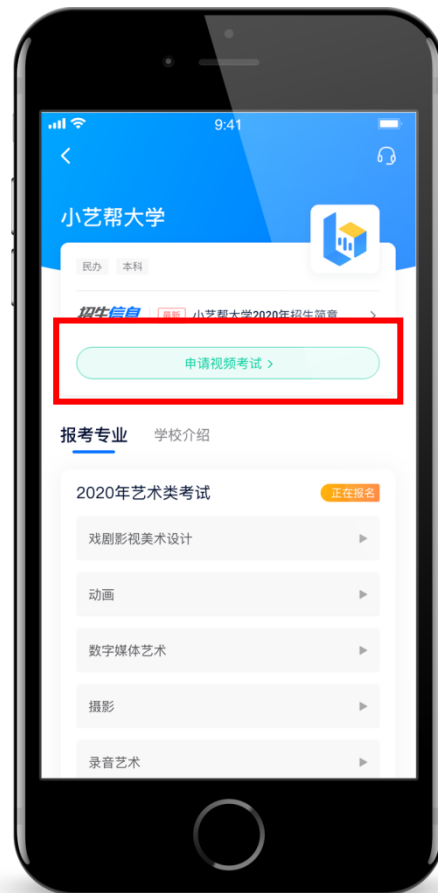 9:41
小艺帮大学
民办 本科
招生信息 最新 小艺帮大学2020年招生简章
申请视频考试
报考专业 学校介绍
2020年艺术类考试 正在报名
戏剧影视美术设计
动画
数字媒体艺术
摄影
录音艺术